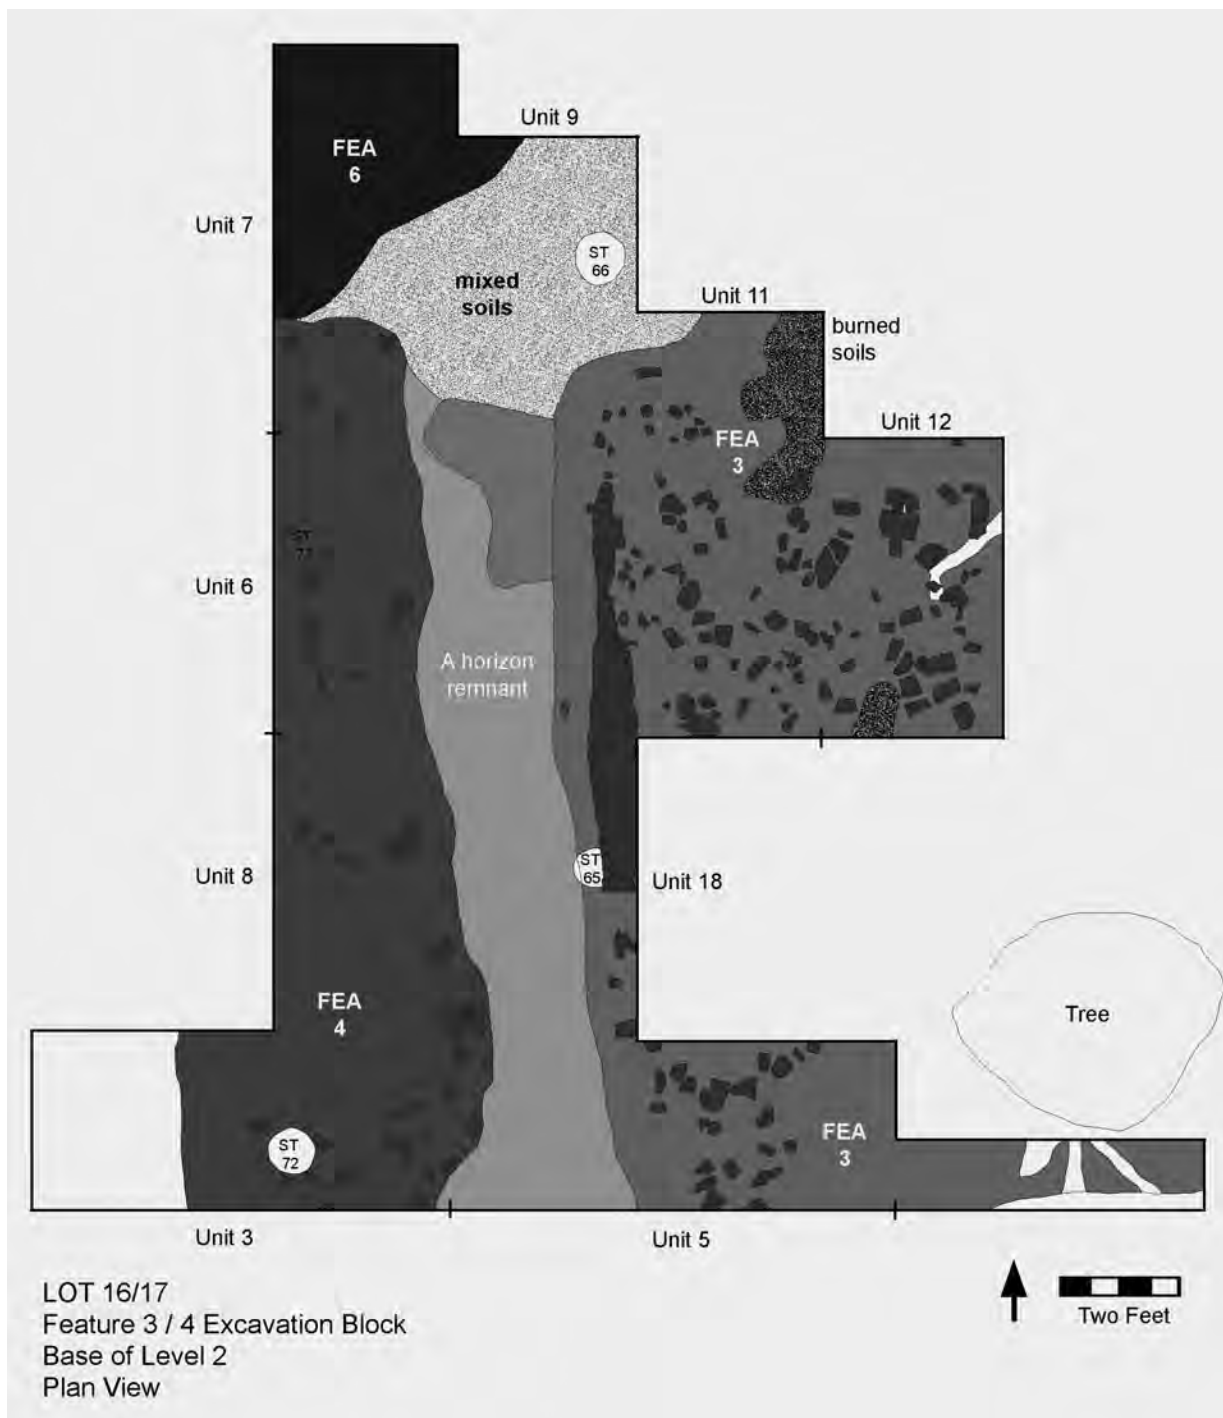 Unit 9
FEA
6
Unit 7
ST
66
mixed
soils
Unit 11
burned
soils
Unit 12
FEA
3
ST
Unit 6
A horizon
remnant
ST
65
Unit 8
Unit 18
FEA
4
Tree
FEA
3
ST
72
Unit 3
Unit 5
LOT 16/17
Feature 3 / 4 Excavation Block
Base of Level 2
Plan View
Two Feet